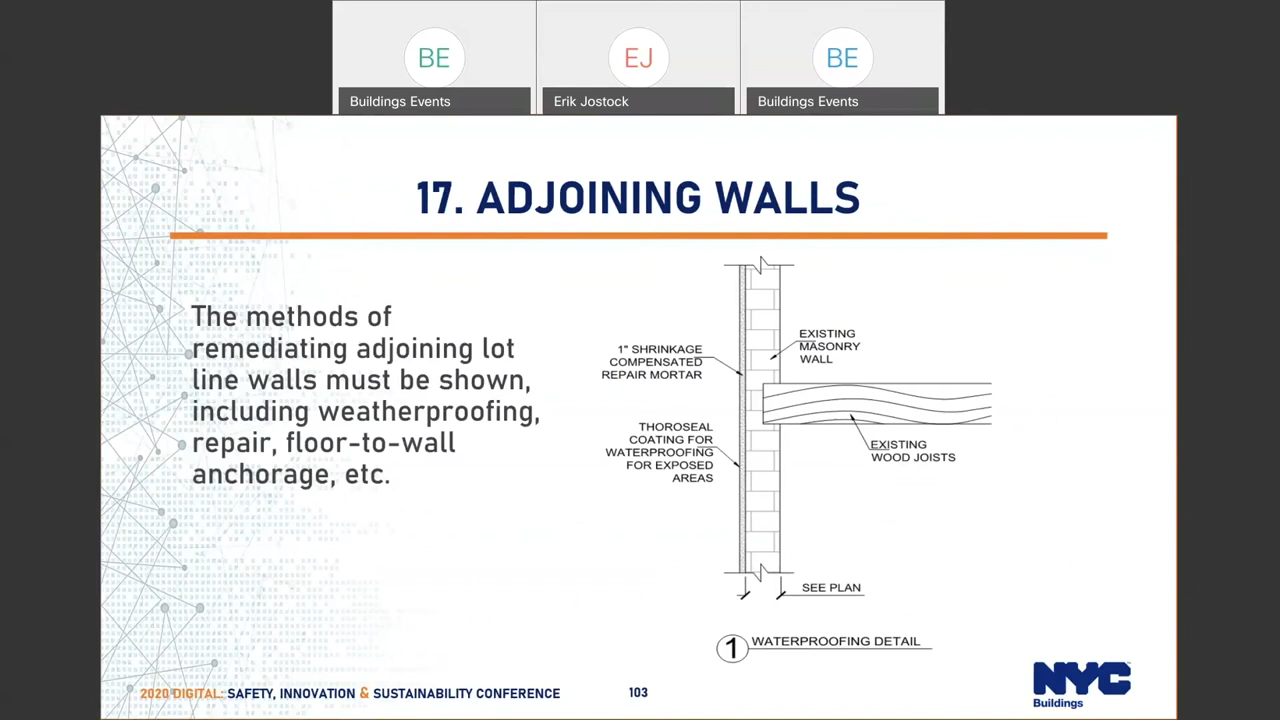 BE
EJ
BE
Buildings Events
Erik Jostock
Buildings Events
17. ADJOINING WALLS
The methods of
remediating adjoining lot
line walls must be shown,
including weatherproofing,
repair, floor-to-wall
anchorage, etc.
1" SHRINKAGE
COMPENSATED
REPAIR MORTAR
THOROSEAL
COATING FOR
WATERPROOFING
FOR EXPOSED
AREAS
EXISTING
MASONRY
WALL
EXISTING
WOOD JOISTS
SEE PLAN
1 WATERPROOFING DETAIL
2020 DIGITAL: SAFETY, INNOVATION & SUSTAINABILITY CONFERENCE
103
NYC
Buildings